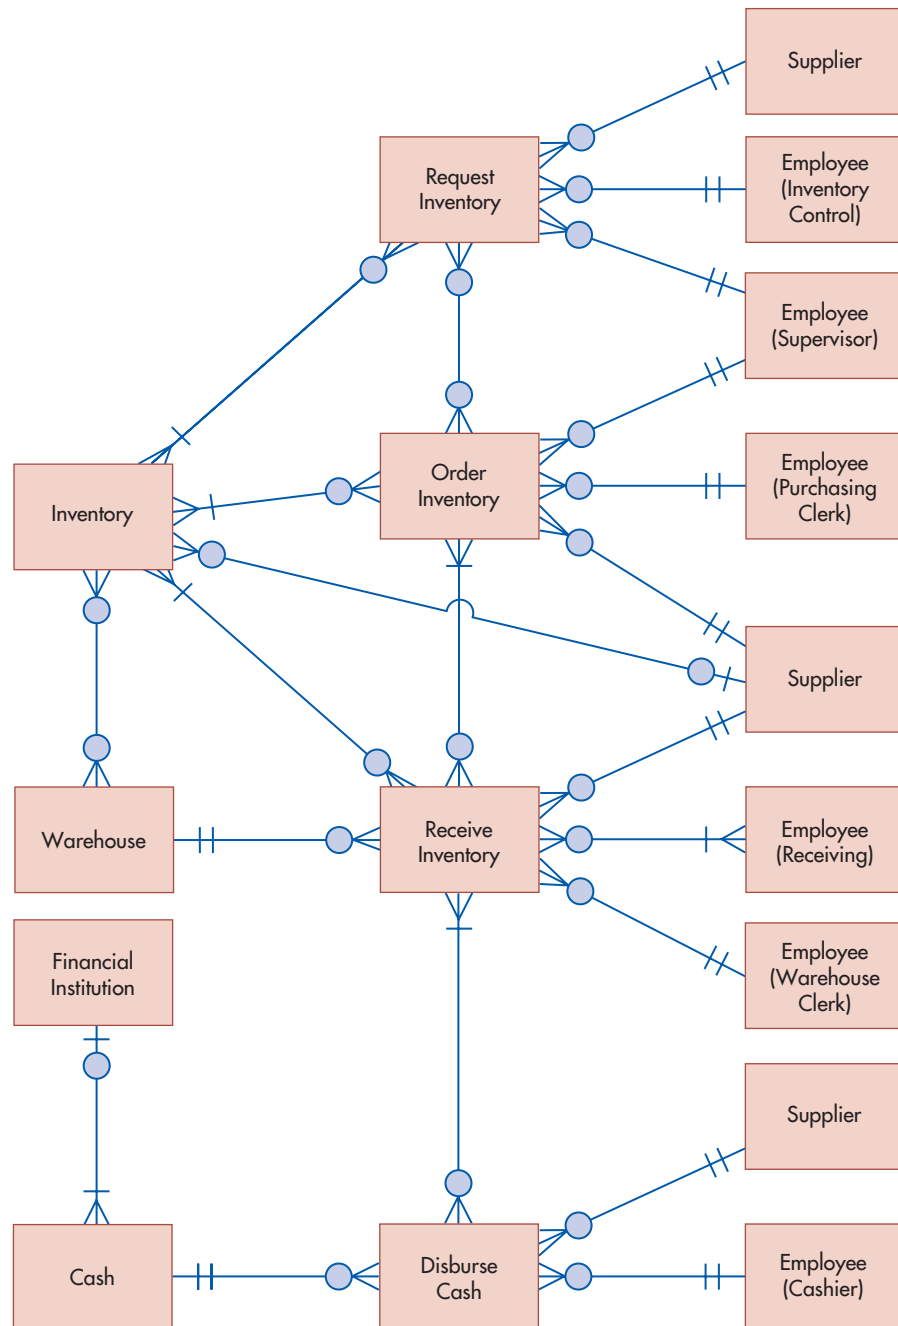 Supplier
Request
Inventory
Employee
(Inventory
Control)
Employee
(Supervisor)
Inventory
Order
Inventory
Employee
(Purchasing
Clerk)
Supplier
Warehouse
Receive
Inventory
Employee
(Receiving)
Financial
Institution
Employee
(Warehouse
Clerk)
Supplier
Cash
Disburse
Cash
Employee
(Cashier)